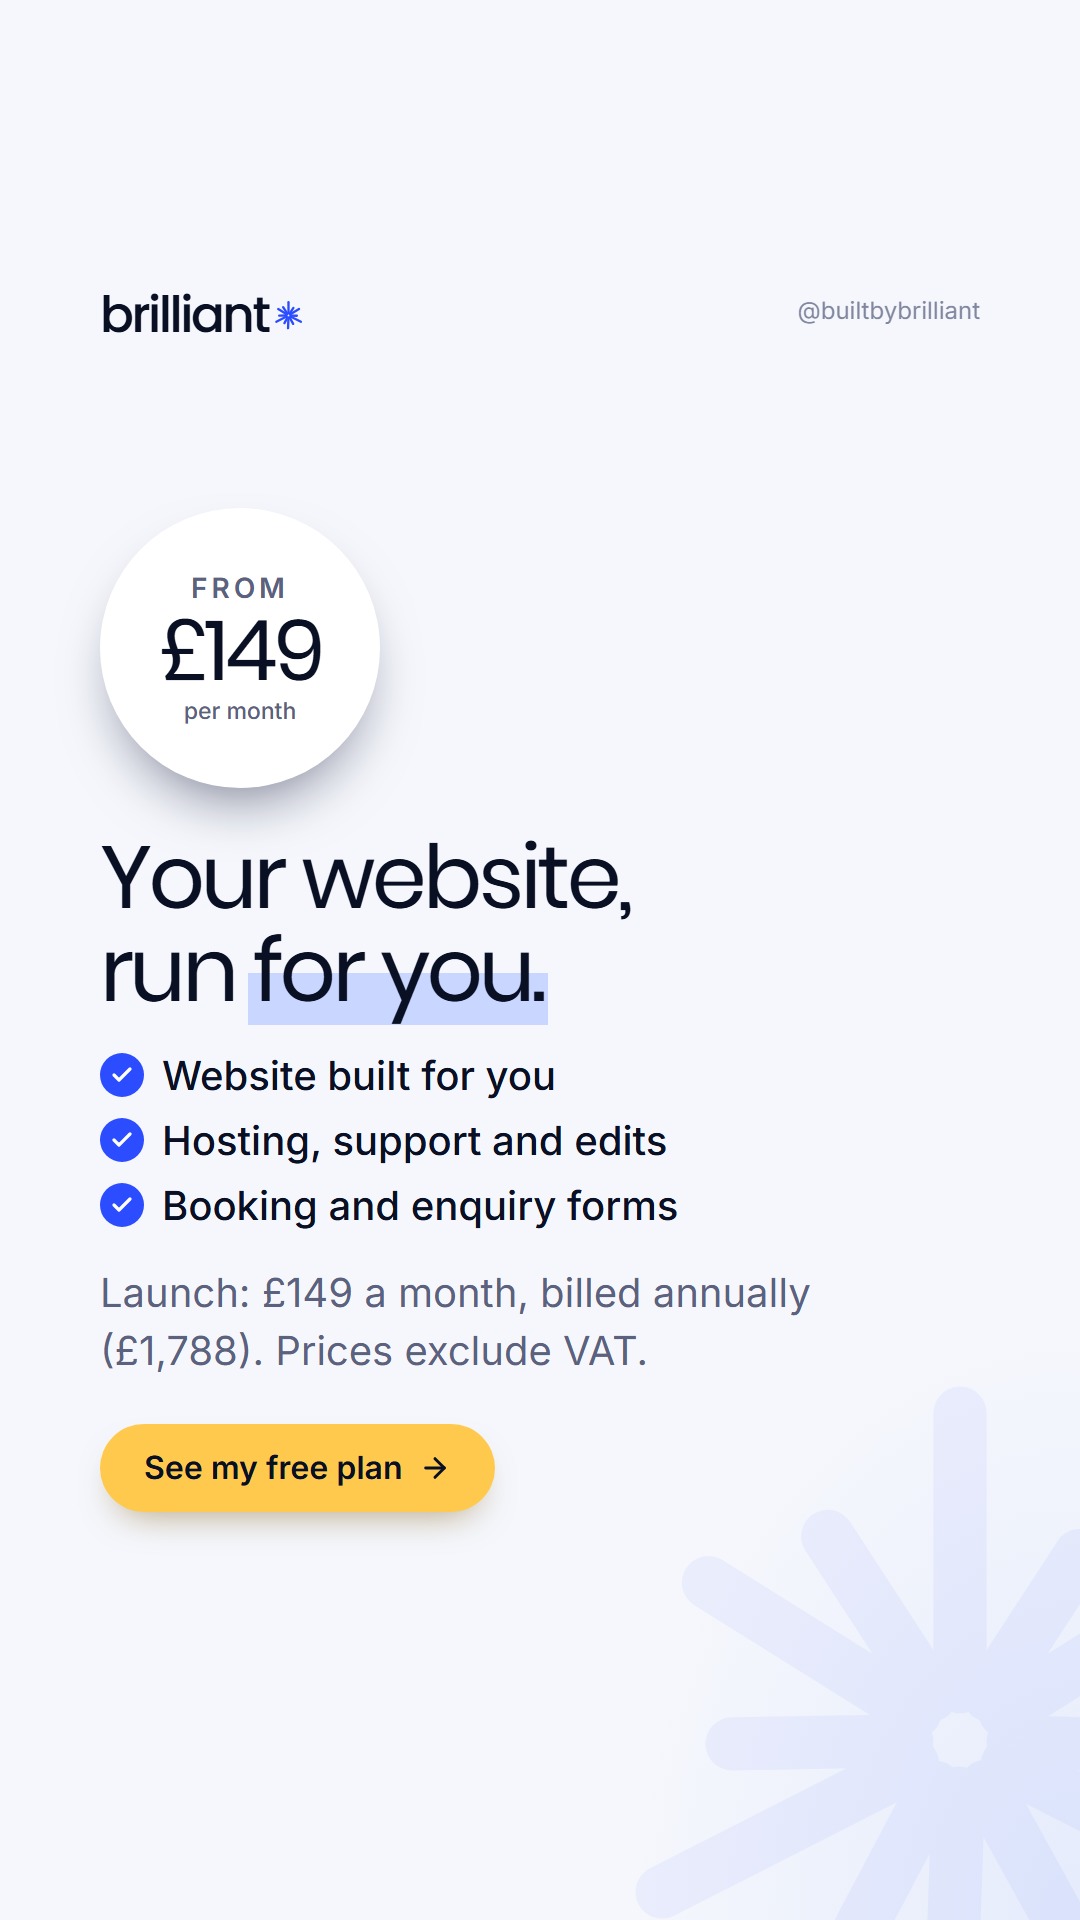 brilliant
@builtbybrilliant
FROM
£149
per month
Your website,
run for you.
Website built for you
Hosting, support and edits
Booking and enquiry forms
Launch: £149 a month, billed annually
(£1,788). Prices exclude VAT.
See my free plan →